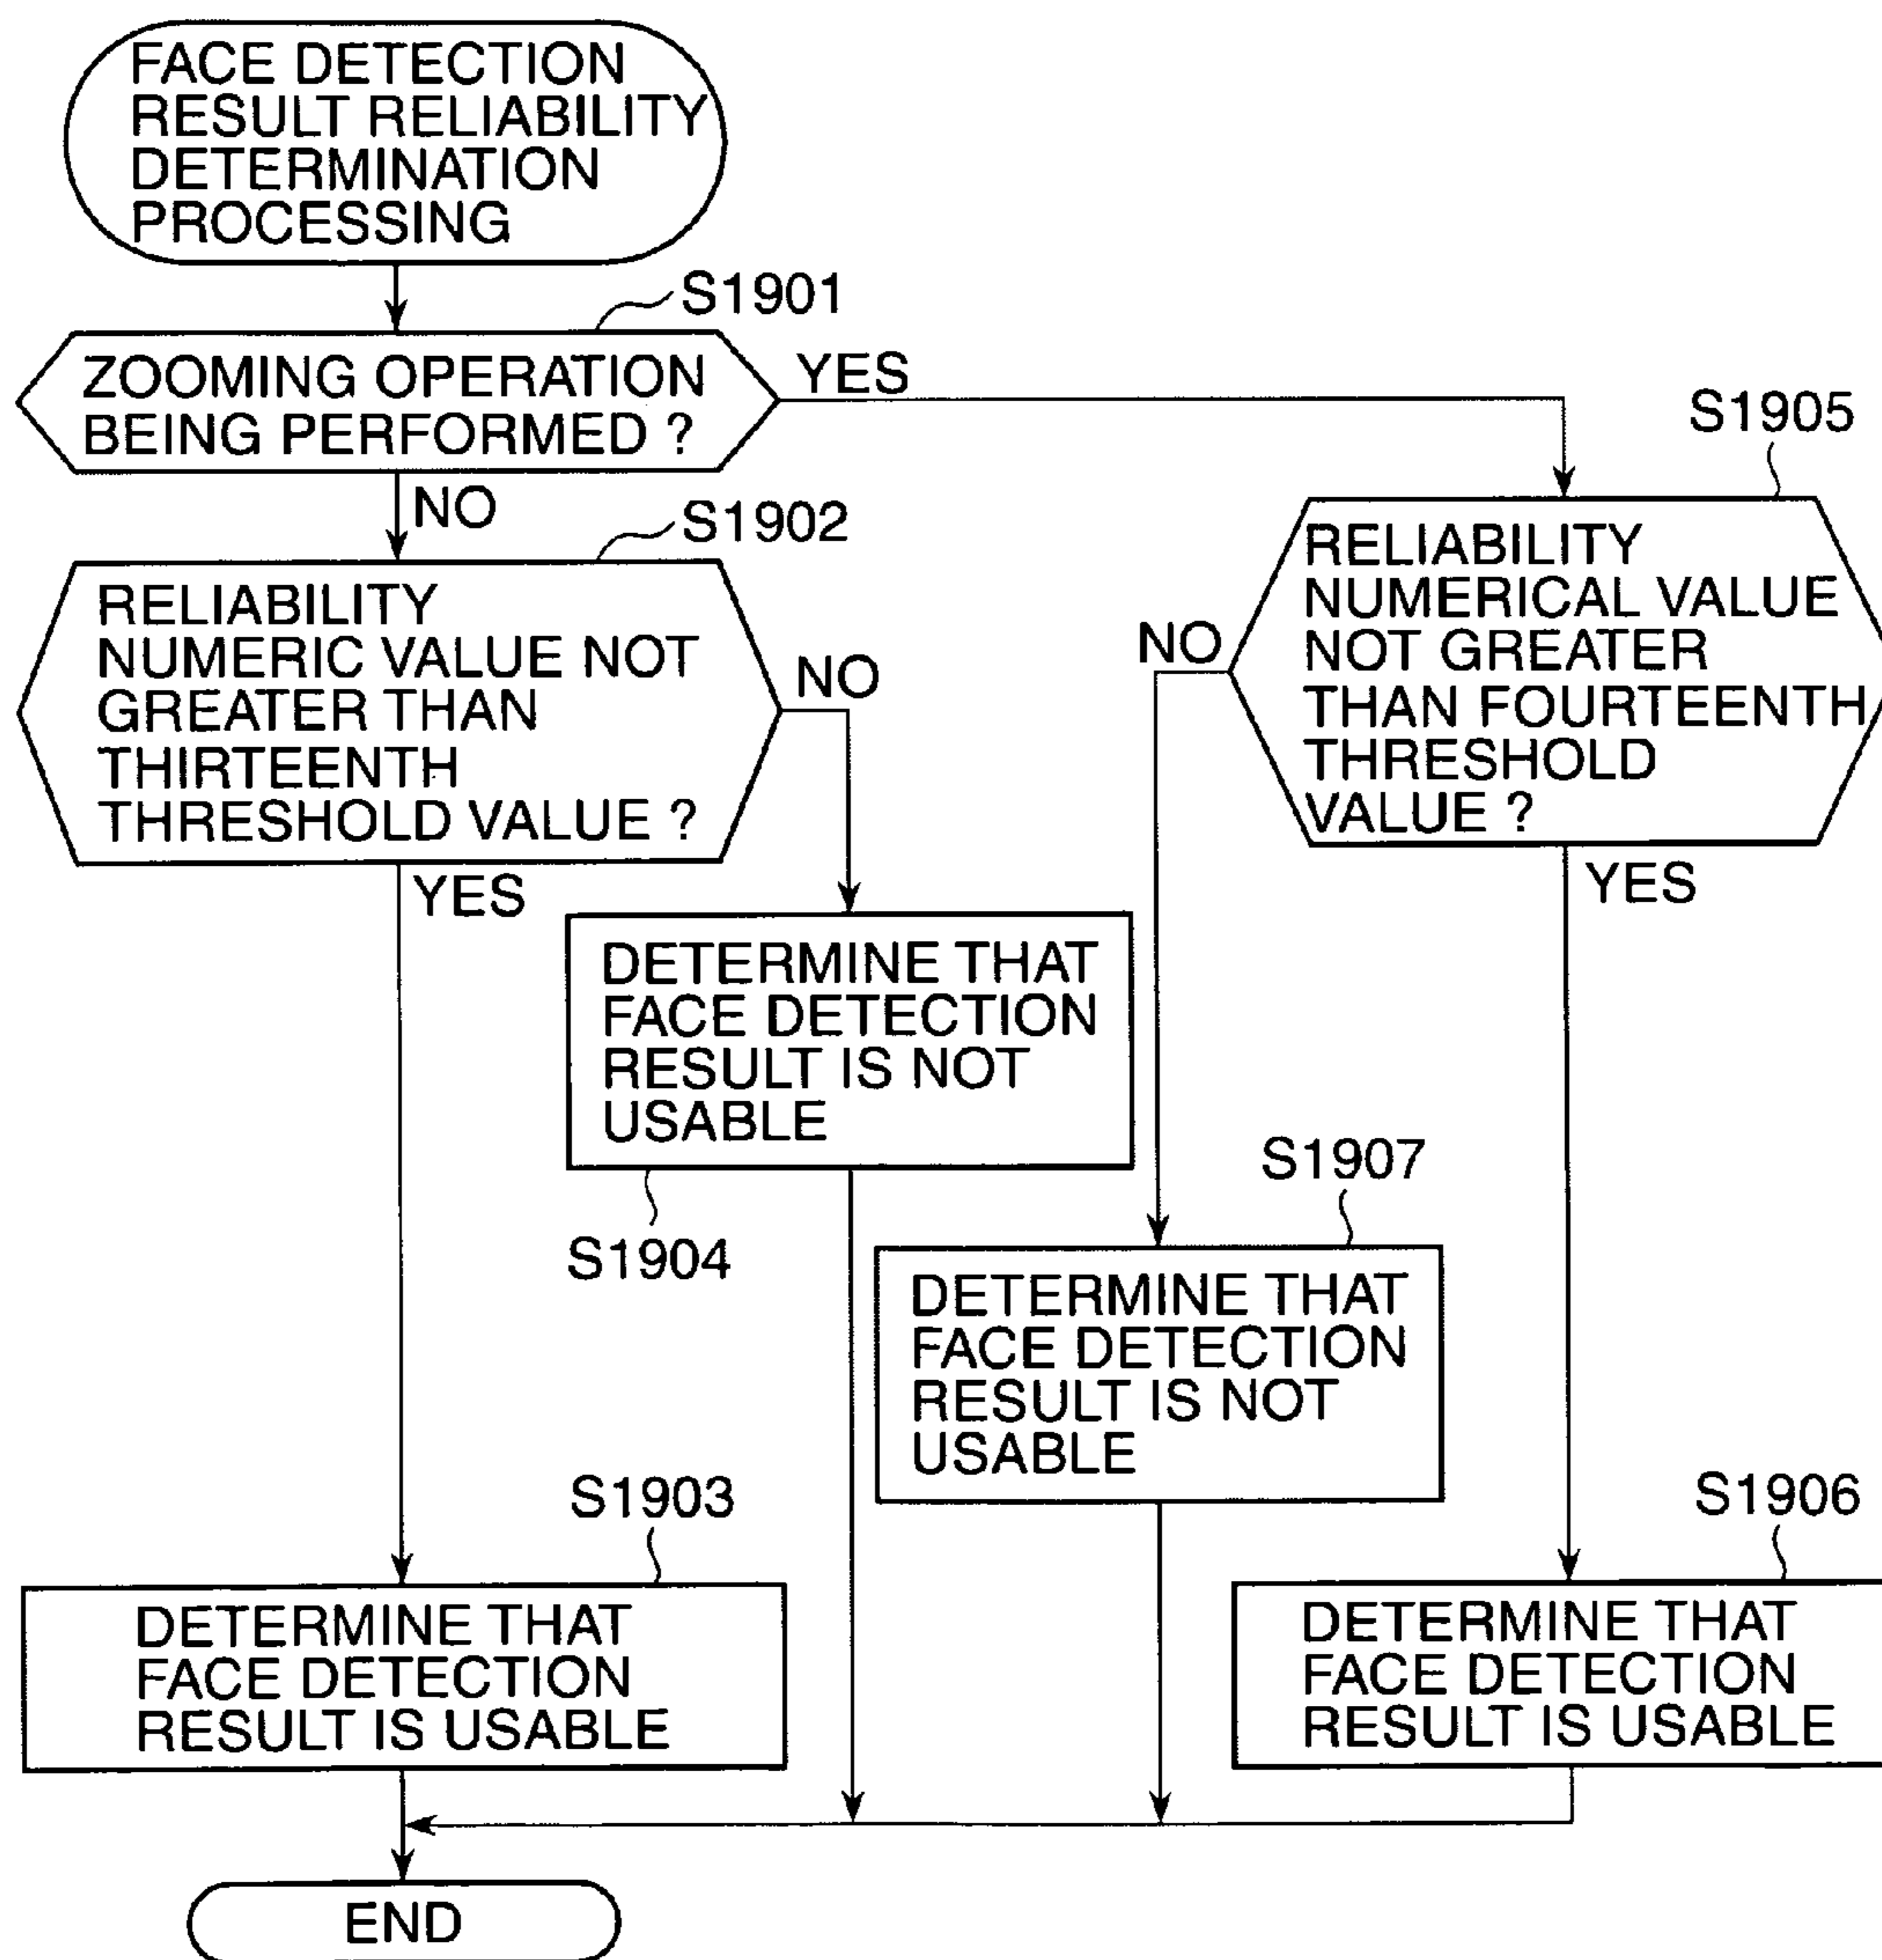 FACE DETECTION
RESULT RELIABILITY
DETERMINATION
PROCESSING
S1901
ZOOMING OPERATION
BEING PERFORMED ?
YES
NO
S1905
S1902
RELIABILITY
NUMERIC VALUE NOT
GREATER THAN
THIRTEENTH
THRESHOLD VALUE ?
NO
YES
RELIABILITY
NUMERICAL VALUE
NOT GREATER
THAN FOURTEENTH
THRESHOLD
VALUE ?
NO
YES
DETERMINE THAT
FACE DETECTION
RESULT IS NOT
USABLE
S1904
S1907
DETERMINE THAT
FACE DETECTION
RESULT IS NOT
USABLE
S1903
DETERMINE THAT
FACE DETECTION
RESULT IS USABLE
S1906
DETERMINE THAT
FACE DETECTION
RESULT IS USABLE
END